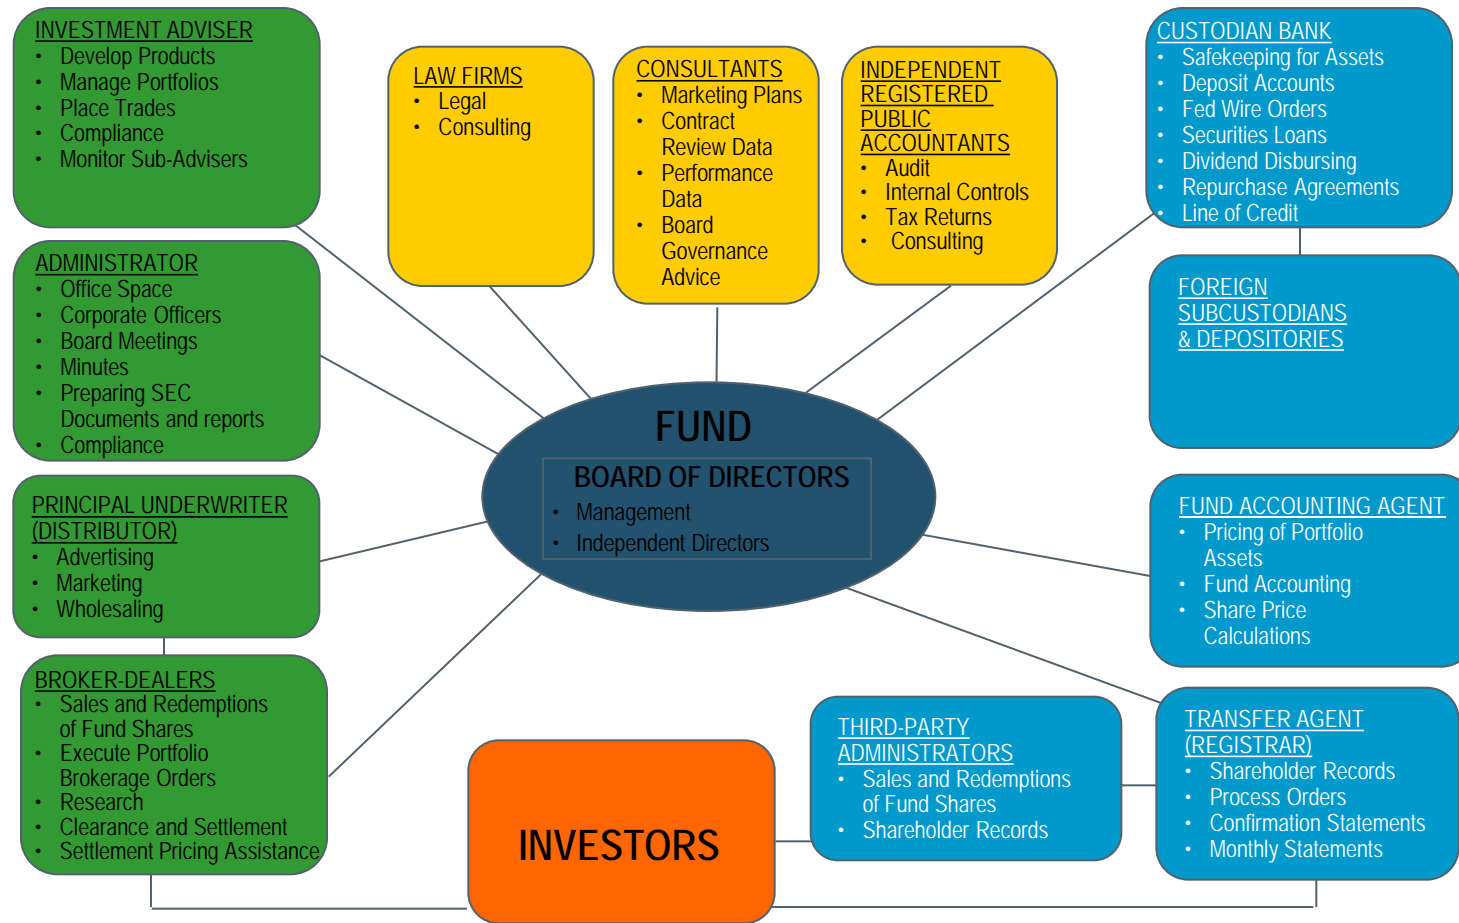 INVESTMENT ADVISER
• Develop Products
• Manage Portfolios
• Place Trades
• Compliance
• Monitor Sub-Advisers
ADMINISTRATOR
• Office Space
• Corporate Officers
• Board Meetings
• Minutes
• Preparing SEC
Documents and reports
• Compliance
PRINCIPAL UNDERWRITER
(DISTRIBUTOR)
• Advertising
• Marketing
• Wholesaling
BROKER-DEALERS
• Sales and Redemptions
of Fund Shares
• Execute Portfolio
Brokerage Orders
• Research
• Clearance and Settlement
• Settlement Pricing Assistance
LAW FIRMS
• Legal
• Consulting
CONSULTANTS
• Marketing Plans
• Contract
Review Data
• Performance
Data
• Board
Governance
Advice
INDEPENDENT
REGISTERED
PUBLIC
ACCOUNTANTS
• Audit
• Internal Controls
• Tax Returns
• Consulting
FUND
BOARD OF DIRECTORS
• Management
• Independent Directors
INVESTORS
CUSTODIAN BANK
• Safekeeping for Assets
• Deposit Accounts
• Fed Wire Orders
• Securities Loans
• Dividend Disbursing
• Repurchase Agreements
• Line of Credit
FOREIGN
SUBCUSTODIANS
& DEPOSITORIES
FUND ACCOUNTING AGENT
• Pricing of Portfolio
Assets
• Fund Accounting
• Share Price
Calculations
THIRD-PARTY
ADMINISTRATORS
• Sales and Redemptions
of Fund Shares
• Shareholder Records
TRANSFER AGENT
(REGISTRAR)
• Shareholder Records
• Process Orders
• Confirmation Statements
• Monthly Statements